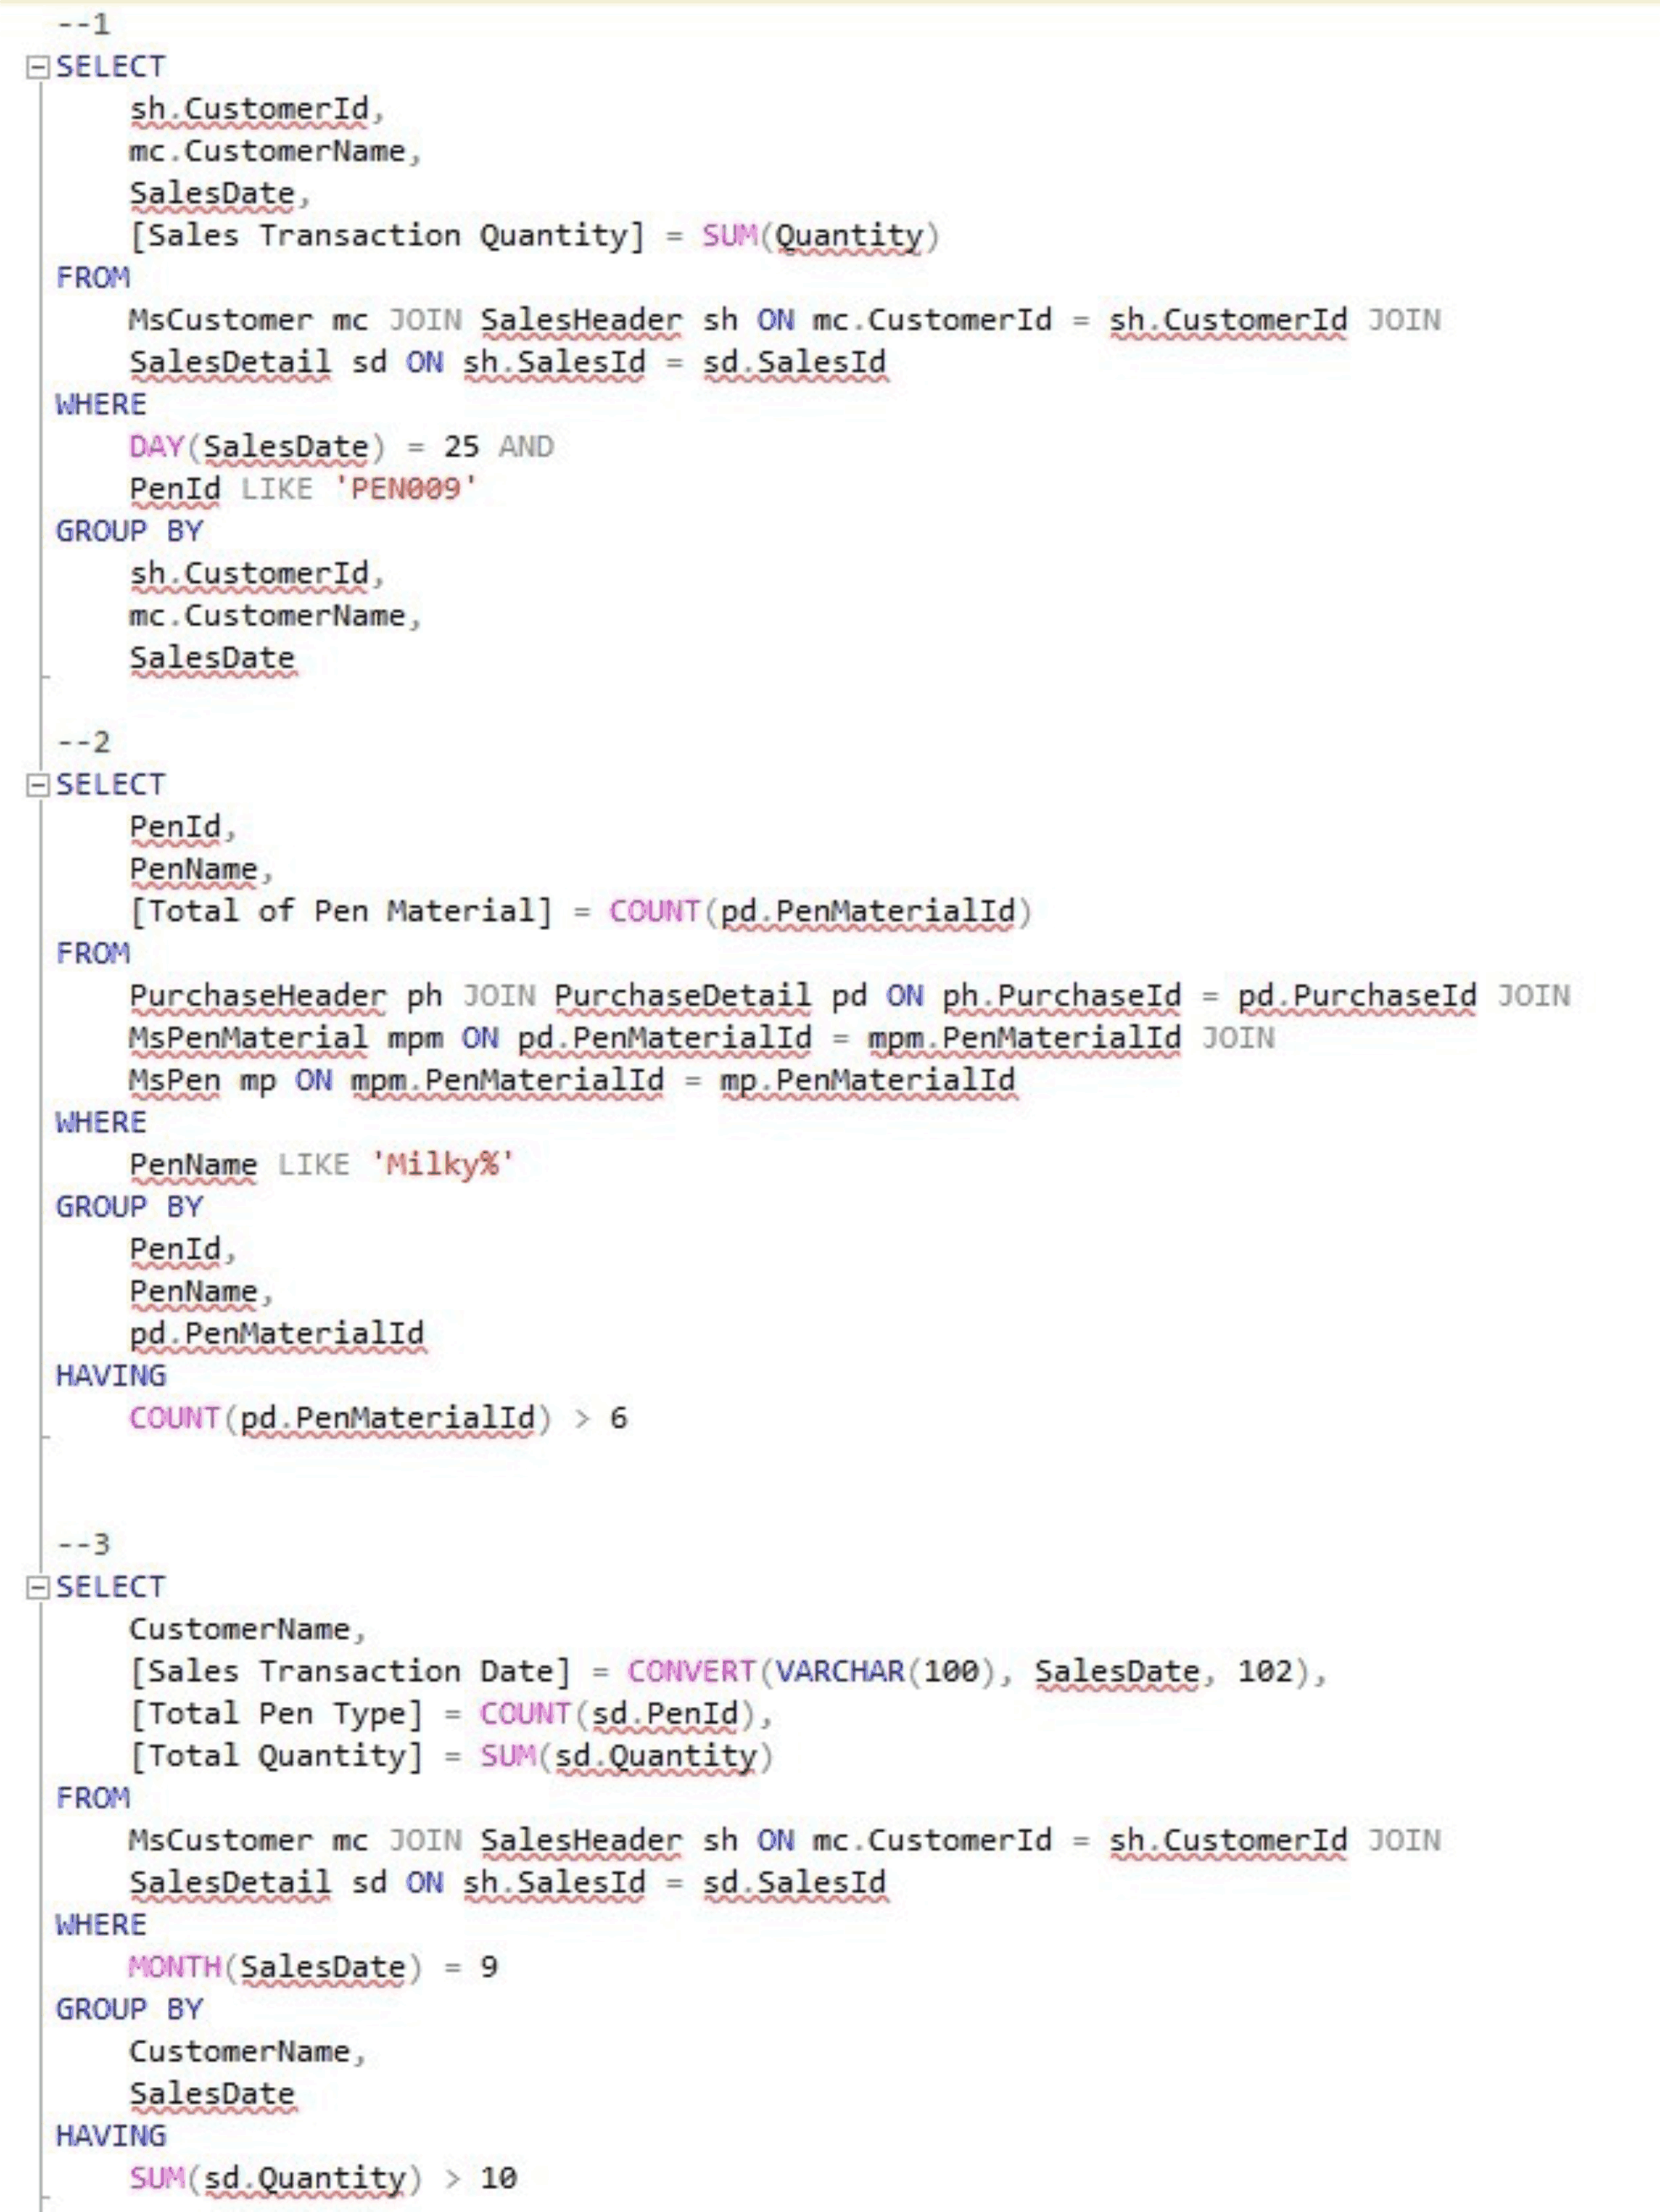 --1
SELECT
sh.CustomerId,
mc.CustomerName,
SalesDate,
[Sales Transaction Quantity] = SUM(Quantity)
FROM
MsCustomer mc JOIN SalesHeader sh ON mc.CustomerId = sh.CustomerId JOIN
SalesDetail sd ON sh.SalesId = sd.SalesId
WHERE
DAY(SalesDate) = 25 AND
PenId LIKE 'PEN009'
GROUP BY
sh.CustomerId,
mc.CustomerName,
SalesDate
--2
SELECT
PenId,
PenName,
[Total of Pen Material] = COUNT(pd.PenMaterialId)
FROM
PurchaseHeader ph JOIN PurchaseDetail pd ON ph.PurchaseId = pd.PurchaseId JOIN
MsPenMaterial mpm ON pd.PenMaterialId = mpm.PenMaterialId JOIN
MsPen mp ON mpm.PenMaterialId = mp.PenMaterialId
WHERE
PenName LIKE 'Milky%'
GROUP BY
PenId,
PenName,
pd.PenMaterialId
HAVING
COUNT(pd.PenMaterialId) > 6
--3
SELECT
CustomerName,
[Sales Transaction Date] = CONVERT(VARCHAR(100), SalesDate, 102),
[Total Pen Type] = COUNT(sd.PenId),
[Total Quantity] = SUM(sd.Quantity)
FROM
MsCustomer mc JOIN SalesHeader sh ON mc.CustomerId = sh.CustomerId JOIN
SalesDetail sd ON sh.SalesId = sd.SalesId
WHERE
MONTH(SalesDate) = 9
GROUP BY
CustomerName,
SalesDate
HAVING
SUM(sd.Quantity) > 10